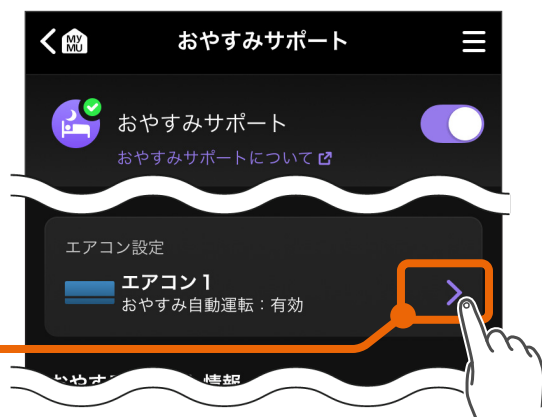 MY
MU
おやすみサポート
おやすみサポート
おやすみサポートについて
エアコン設定
エアコン 1
おやすみ自動運転：有効
情報